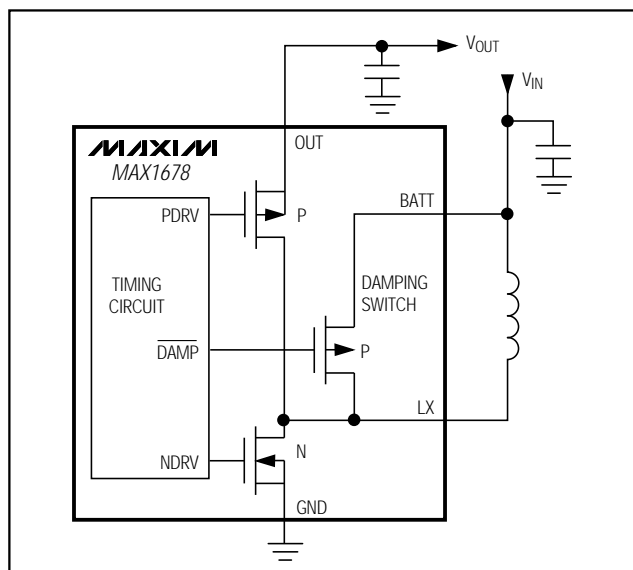 VOUT
VIN
OUT
MAXIM
MAX1678
BATT
PDRV
P
TIMING
CIRCUIT
DAMPING
SWITCH
DAMP
P
LX
NDRV
N
GND